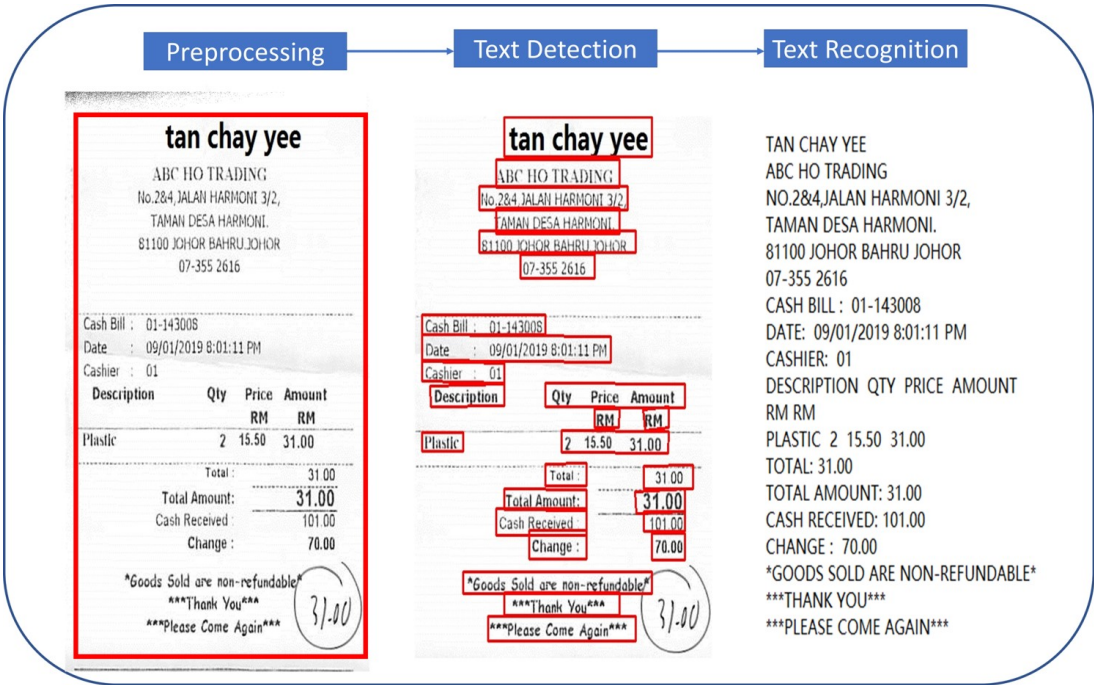 Preprocessing
Text Detection
Text Recognition
tan chay yee
ABC HO TRADING
No.2&4,JALAN HARMONI 3/2,
TAMAN DESA HARMONI.
81100 JOHOR BAHRU.JOHOR
07-355 2616
Cash Bill : 01-143008
Date : 09/01/2019 8:01:11 PM
Cashier : 01
Description Qty Price Amount
RM RM
Plastic 2 15.50 31.00
Total : 31.00
Total Amount: 31.00
Cash Received : 101.00
Change : 70.00
*Goods Sold are non-refundable*
***Thank You***
***Please Come Again***
31.00
tan chay yee
ABC HO TRADING
No.2&4,JALAN HARMONI 3/2,
TAMAN DESA HARMONI.
81100 JOHOR BAHRU.JOHOR
07-355 2616
Cash Bill : 01-143008
Date : 09/01/2019 8:01:11 PM
Cashier : 01
Description Qty Price Amount
RM RM
Plastic 2 15.50 31.00
Total : 31.00
Total Amount: 31.00
Cash Received : 101.00
Change : 70.00
*Goods Sold are non-refundable*
***Thank You***
***Please Come Again***
31.00
TAN CHAY YEE
ABC HO TRADING
NO.2&4,JALAN HARMONI 3/2,
TAMAN DESA HARMONI.
81100 JOHOR BAHRU JOHOR
07-355 2616
CASH BILL : 01-143008
DATE: 09/01/2019 8:01:11 PM
CASHIER: 01
DESCRIPTION QTY PRICE AMOUNT
RM RM
PLASTIC 2 15.50 31.00
TOTAL: 31.00
TOTAL AMOUNT: 31.00
CASH RECEIVED: 101.00
CHANGE : 70.00
*GOODS SOLD ARE NON-REFUNDABLE*
***THANK YOU***
***PLEASE COME AGAIN***